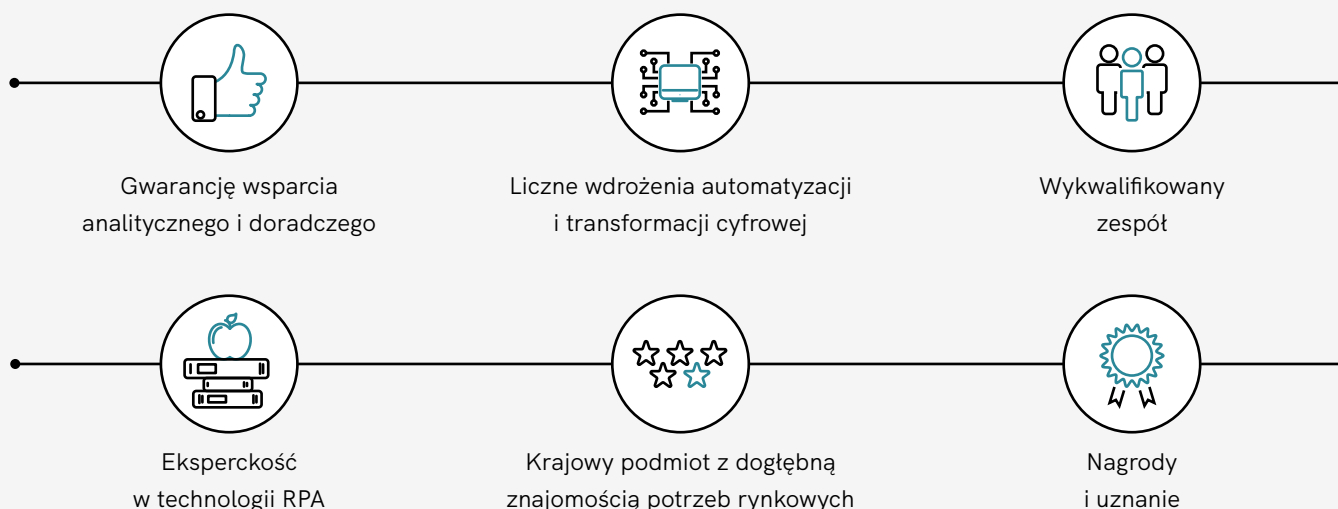 Gwarancję wsparcia
analitycznego i doradczego
Liczne wdrożenia automatyzacji
i transformacji cyfrowej
Wykwalifikowany
zespół
Eksperckość
w technologii RPA
Krajowy podmiot z dogłębną
znajomością potrzeb rynkowych
Nagrody
i uznanie